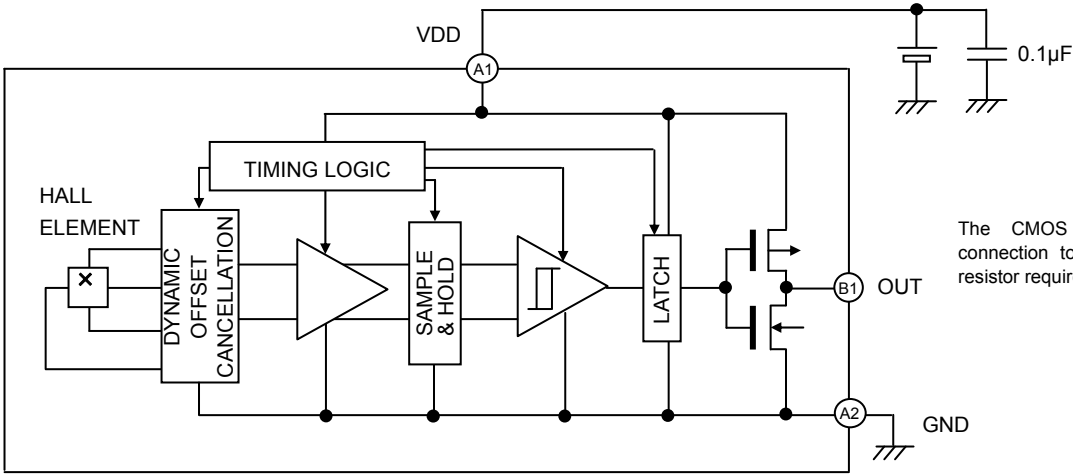 VDD
A1
0.1µF
TIMING LOGIC
HALL
ELEMENT
DYNAMIC
OFFSET
CANCELLATION
SAMPLE
& HOLD
LATCH
The CMOS
connection to
resistor requir
B1
OUT
A2
GND